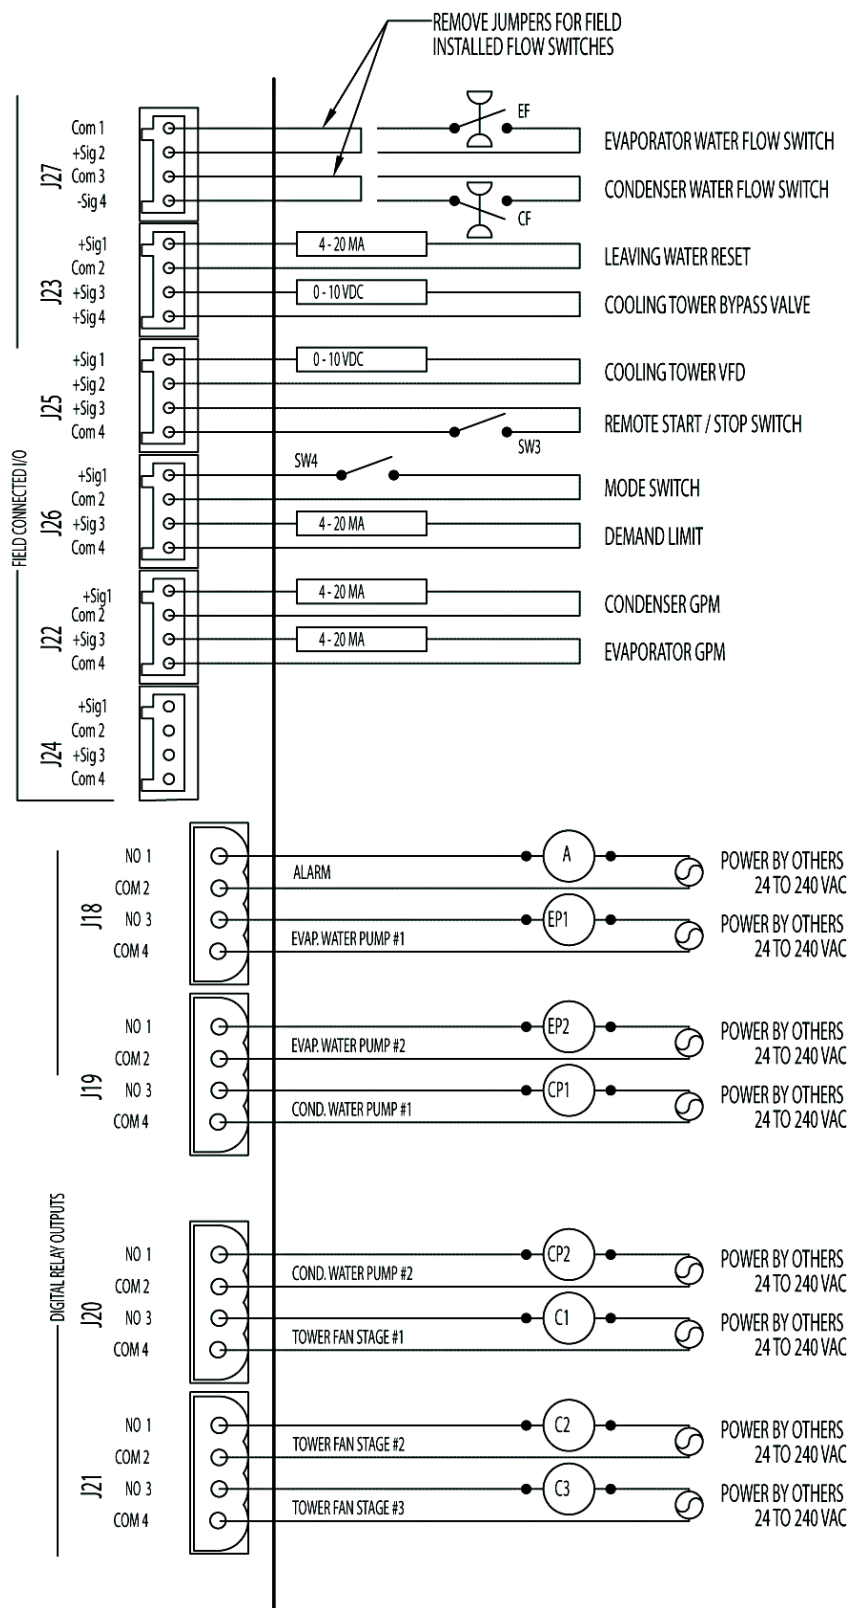 REMOVE JUMPERS FOR FIELD
INSTALLED FLOW SWITCHES
FIELD CONNECTED I/O
J27
Com 1
+Sig 2
Com 3
-Sig 4
EF
EVAPORATOR WATER FLOW SWITCH
CONDENSER WATER FLOW SWITCH
CF
J23
+Sig1
Com 2
+Sig 3
+Sig 4
4 - 20 MA
LEAVING WATER RESET
0 - 10 VDC
COOLING TOWER BYPASS VALVE
J25
+Sig 1
+Sig 2
+Sig 3
Com 4
0 - 10 VDC
COOLING TOWER VFD
REMOTE START / STOP SWITCH
SW3
J26
+Sig1
Com 2
+Sig 3
Com 4
SW4
MODE SWITCH
4 - 20 MA
DEMAND LIMIT
J22
+Sig1
Com 2
+Sig 3
Com 4
4 - 20 MA
CONDENSER GPM
4 - 20 MA
EVAPORATOR GPM
J24
+Sig1
Com 2
+Sig 3
Com 4
DIGITAL RELAY OUTPUTS
J18
NO 1
COM 2
NO 3
COM 4
ALARM
A
POWER BY OTHERS
24 TO 240 VAC
EVAP. WATER PUMP #1
EP1
POWER BY OTHERS
24 TO 240 VAC
J19
NO 1
COM 2
NO 3
COM 4
EVAP. WATER PUMP #2
EP2
POWER BY OTHERS
24 TO 240 VAC
COND. WATER PUMP #1
CP1
POWER BY OTHERS
24 TO 240 VAC
J20
NO 1
COM 2
NO 3
COM 4
COND. WATER PUMP #2
CP2
POWER BY OTHERS
24 TO 240 VAC
TOWER FAN STAGE #1
C1
POWER BY OTHERS
24 TO 240 VAC
J21
NO 1
COM 2
NO 3
COM 4
TOWER FAN STAGE #2
C2
POWER BY OTHERS
24 TO 240 VAC
TOWER FAN STAGE #3
C3
POWER BY OTHERS
24 TO 240 VAC